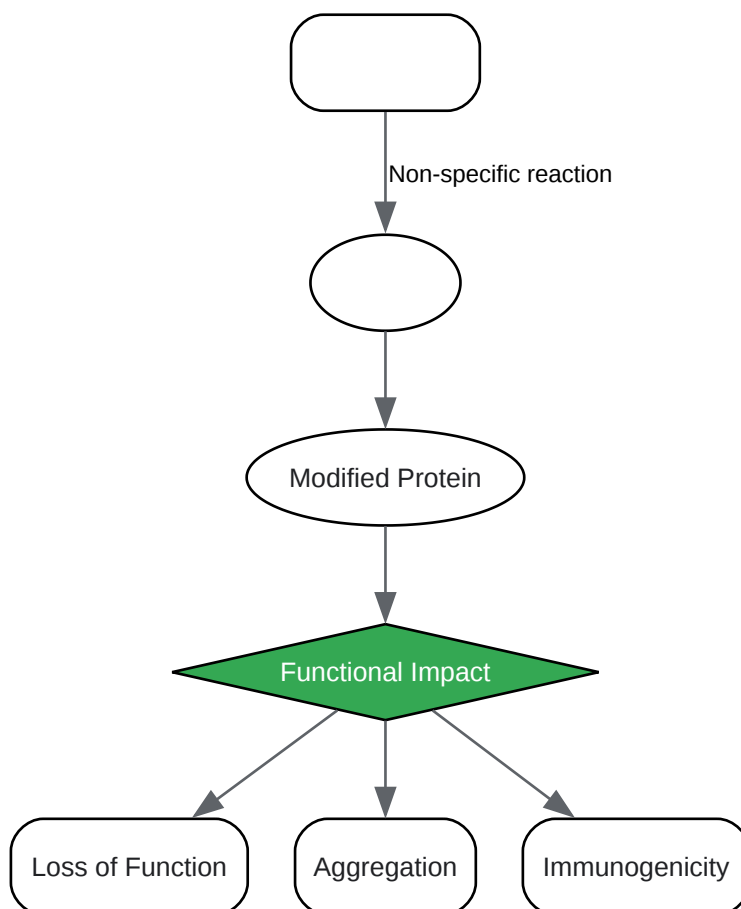 Non-specific reaction
Modified Protein
Functional Impact
Loss of Function
Aggregation
Immunogenicity